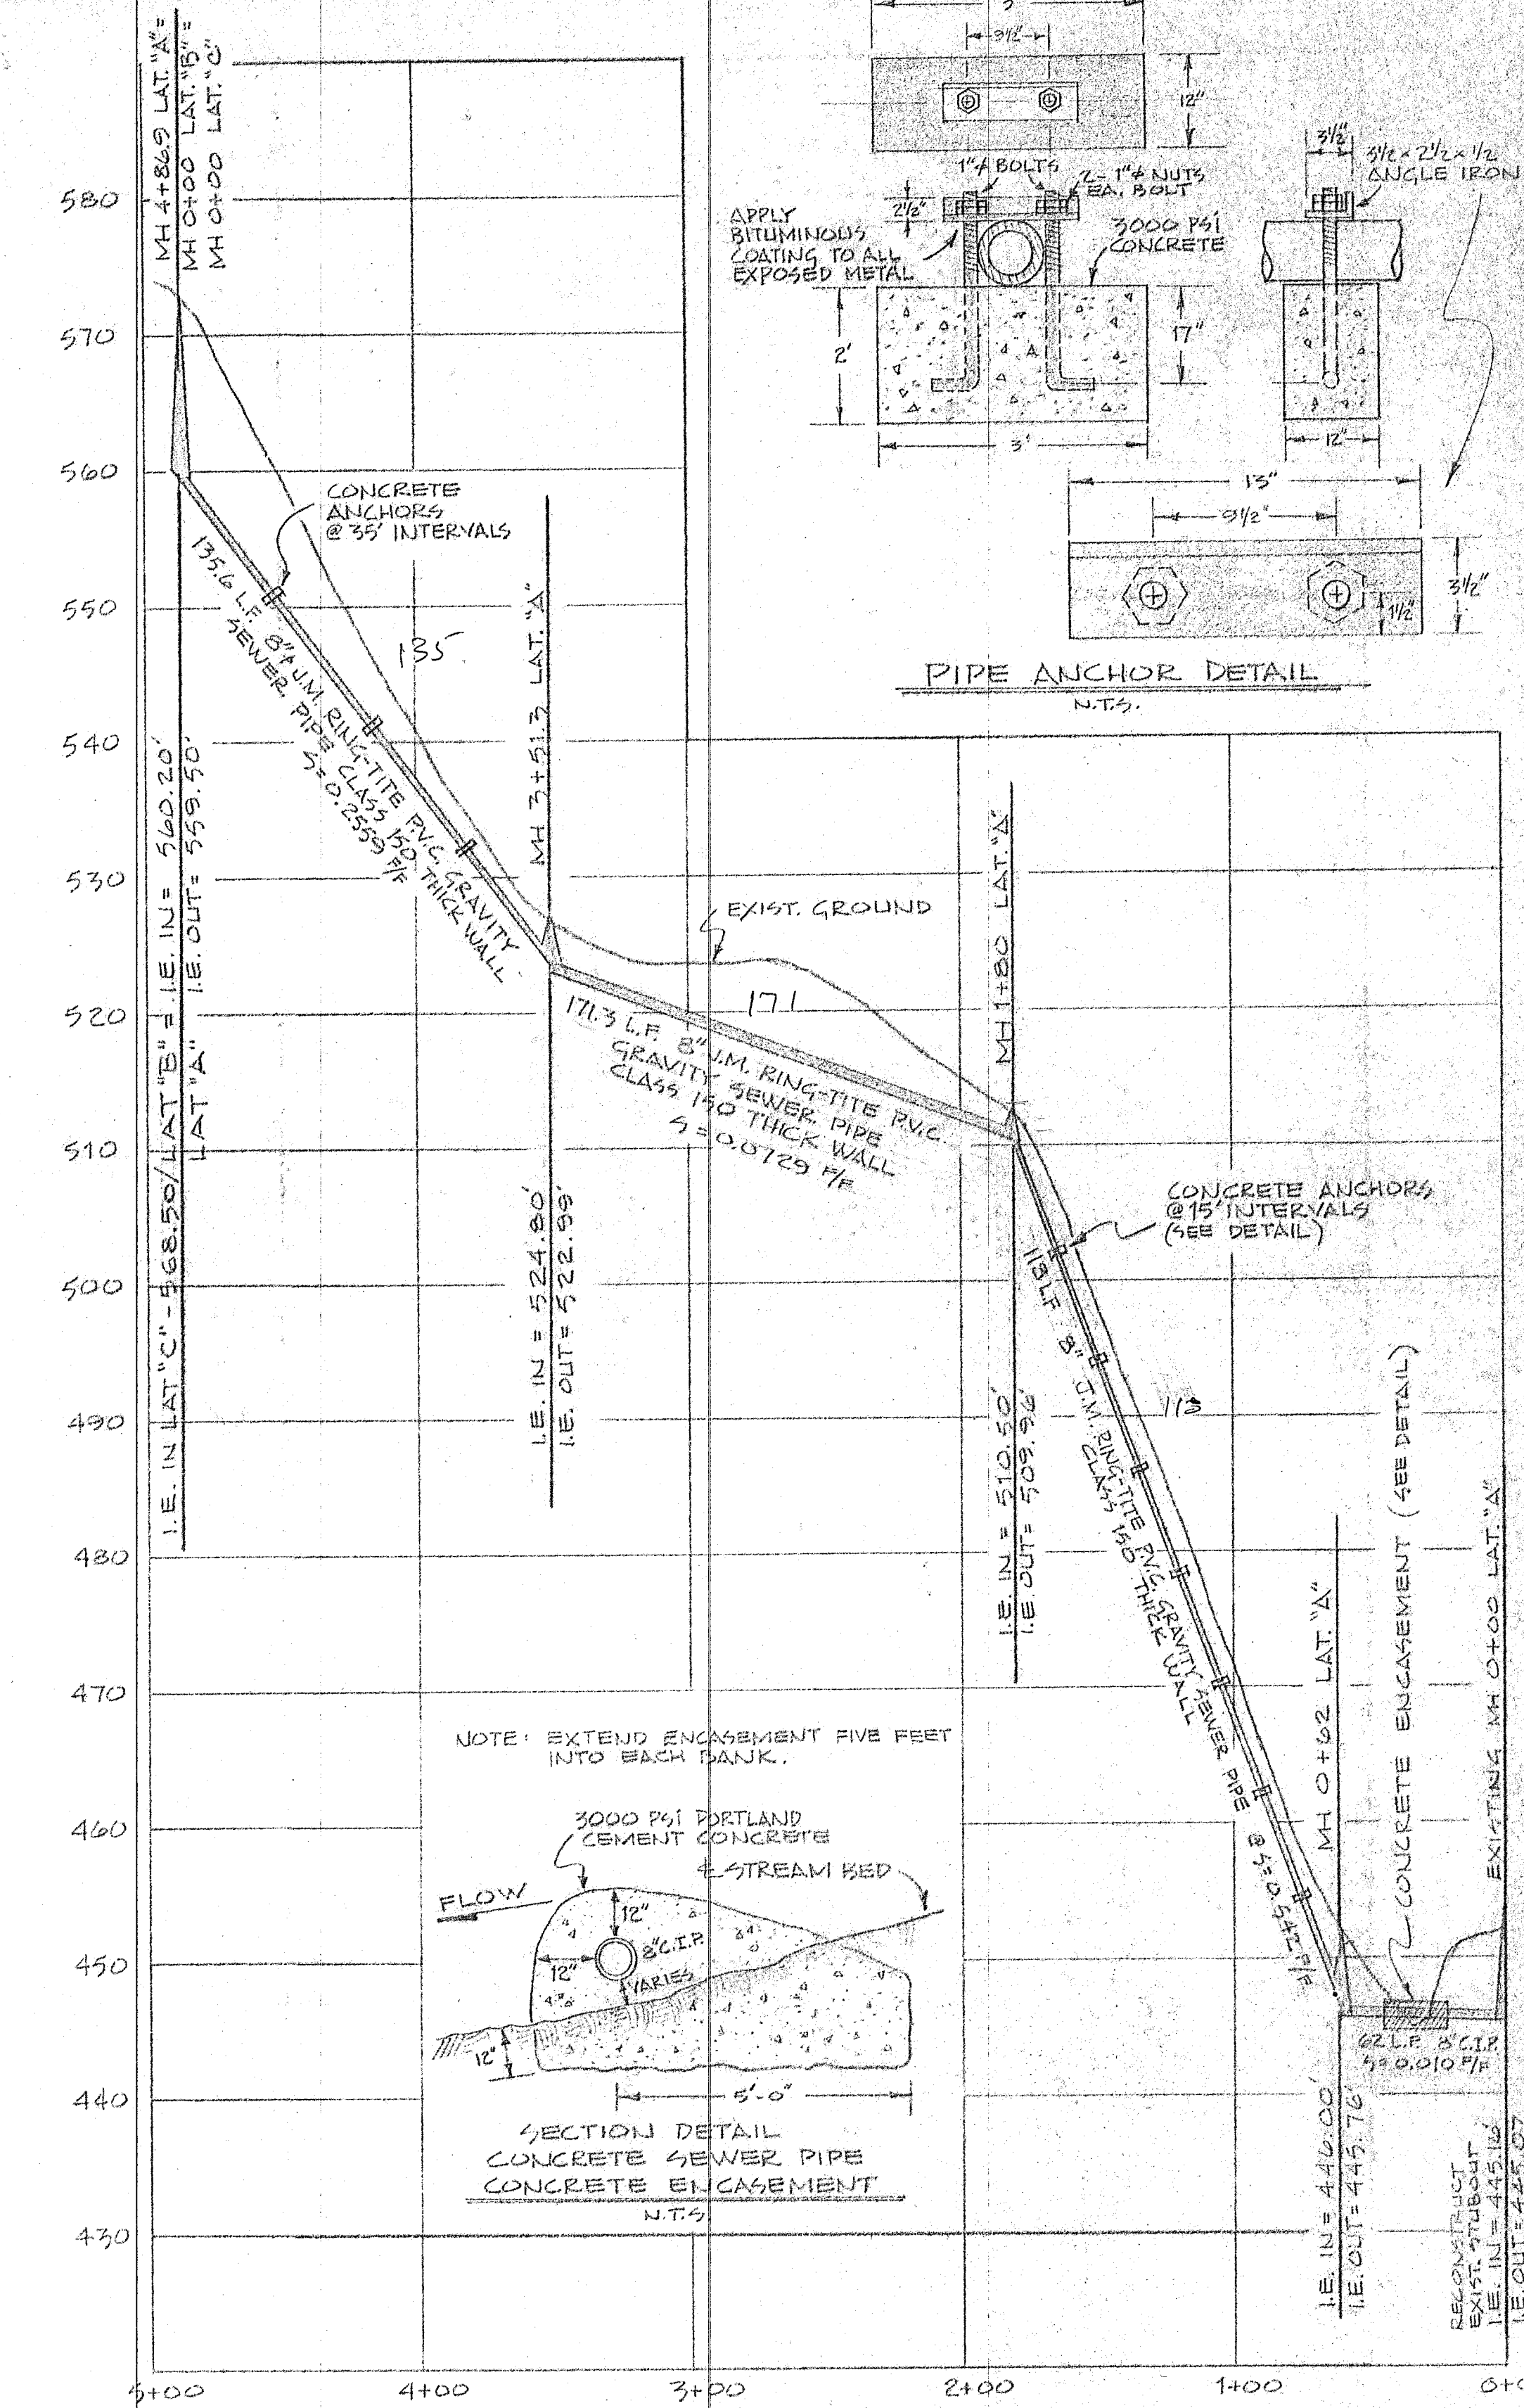 MH 4+86.9 LAT. "A" =
MH 0+00 LAT. "B" =
MH 0+00 LAT. "C"
580
570
560
550
540
530
520
510
500
490
480
470
460
450
440
430
5+00
4+00
3+00
2+00
1+00
9 1/2"
12"
1"ϕ BOLTS
2 - 1"ϕ NUTS
EA. BOLT
2 1/2"
APPLY
BITUMINOUS
COATING TO ALL
EXPOSED METAL
3000 PSI
CONCRETE
2'
17"
3'
3 1/2"
3 1/2 x 2 1/2 x 1/2
ANGLE IRON
12"
13"
9 1/2"
3 1/2"
1 1/2"
PIPE ANCHOR DETAIL
N.T.S.
CONCRETE
ANCHORS
@ 35' INTERVALS
135.6 L.F. 8"ϕ J.M. RING-TITE P.V.C. GRAVITY
SEWER PIPE CLASS 150 THICK WALL
S=0.2559 F/F
135
MH 3+51.3 LAT. "A"
I.E. IN LAT "C" - 568.50/LAT "B" = I.E. IN = 560.20'
LAT "A" I.E. OUT = 559.50'
EXIST. GROUND
171
171.3 L.F. 8" J.M. RING-TITE P.V.C.
GRAVITY SEWER PIPE
CLASS 150 THICK WALL
S = 0.0729 F/F
I.E. IN = 524.80'
I.E. OUT = 522.99'
MH 1+80 LAT. "A"
CONCRETE ANCHORS
@ 15' INTERVALS
(SEE DETAIL)
113 L.F. 8" J.M. RING-TITE P.V.C. GRAVITY SEWER PIPE @ S=0.542 F/F
CLASS 150 THICK WALL
113
I.E. IN = 510.50'
I.E. OUT = 509.96'
MH 0+62 LAT. "A"
CONCRETE ENCASEMENT (SEE DETAIL)
EXISTING MH 0+00 LAT. "A"
62 L.F. 8" C.I.P.
S=0.010 F/F
I.E. IN = 446.00'
I.E. OUT = 445.76'
RECONSTRUCT
EXIST. STUBOUT
I.E. IN = 445.16'
I.E. OUT = 445.07
NOTE: EXTEND ENCASEMENT FIVE FEET
INTO EACH BANK.
3000 PSI PORTLAND
CEMENT CONCRETE
℄ STREAM BED
FLOW
12"
8" C.I.P.
12"
VARIES
12"
5'-0"
SECTION DETAIL
CONCRETE SEWER PIPE
CONCRETE ENCASEMENT
N.T.S.